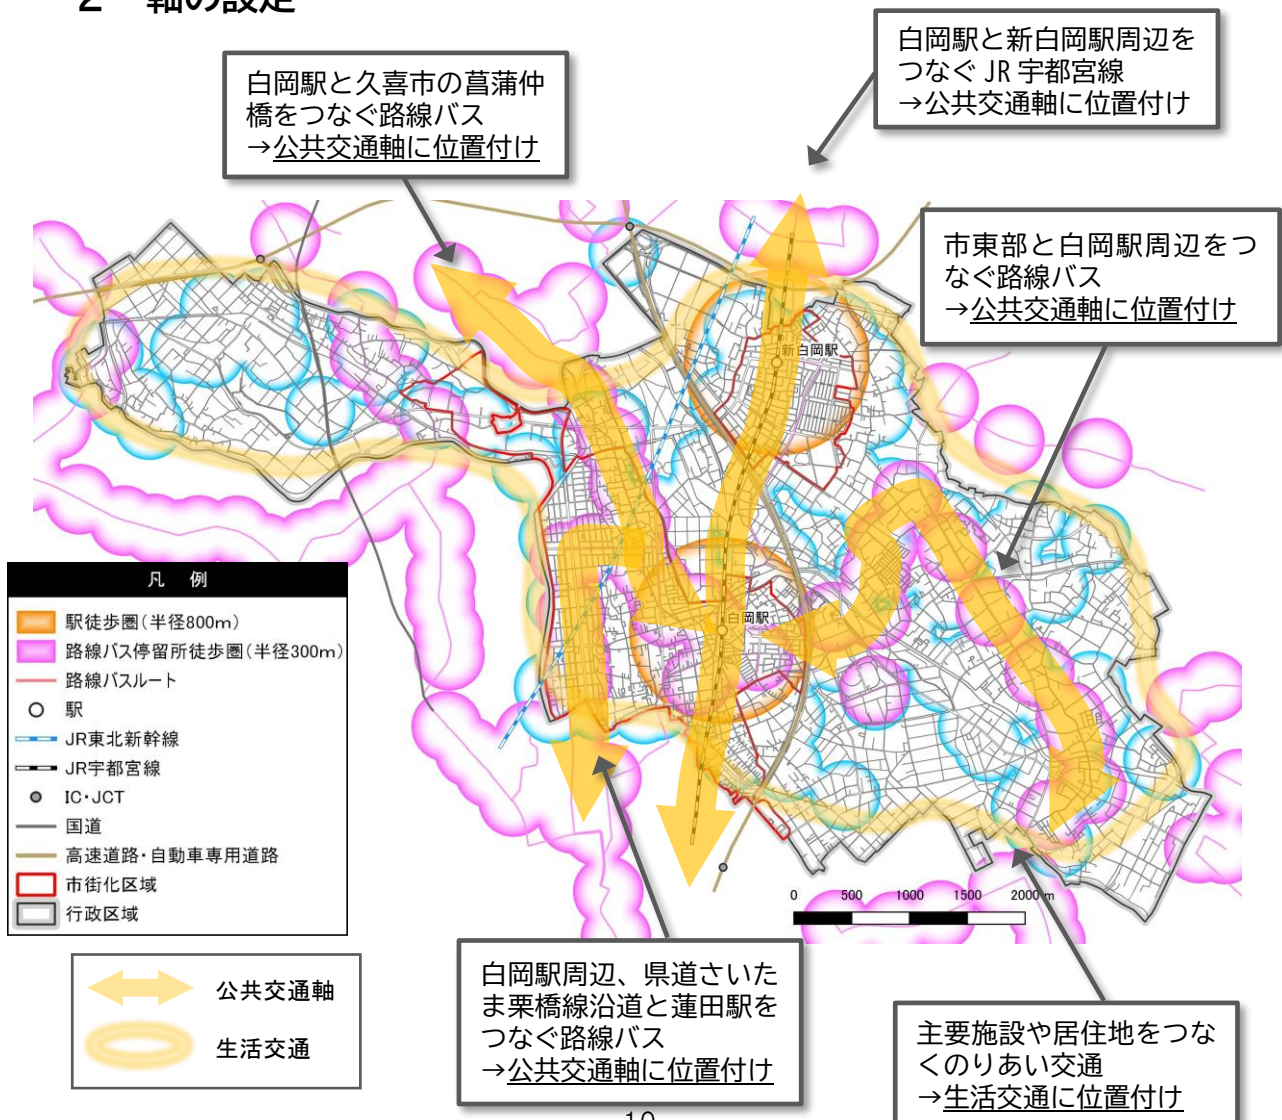 2 軸の設定
白岡駅と新白岡駅周辺を
つなぐ JR 宇都宮線
→公共交通軸に位置付け
白岡駅と久喜市の菖蒲仲
橋をつなぐ路線バス
→公共交通軸に位置付け
市東部と白岡駅周辺をつ
なぐ路線バス
→公共交通軸に位置付け
新白岡駅
白岡駅
凡 例
駅徒歩圏(半径800m)
路線バス停留所徒歩圏(半径300m)
路線バスルート
駅
JR東北新幹線
JR宇都宮線
IC・JCT
国道
高速道路・自動車専用道路
市街化区域
行政区域
0 500 1000 1500 2000 m
公共交通軸
生活交通
白岡駅周辺、県道さいた
ま栗橋線沿道と蓮田駅を
つなぐ路線バス
→公共交通軸に位置付け
主要施設や居住地をつな
ぐのりあい交通
→生活交通に位置付け
10